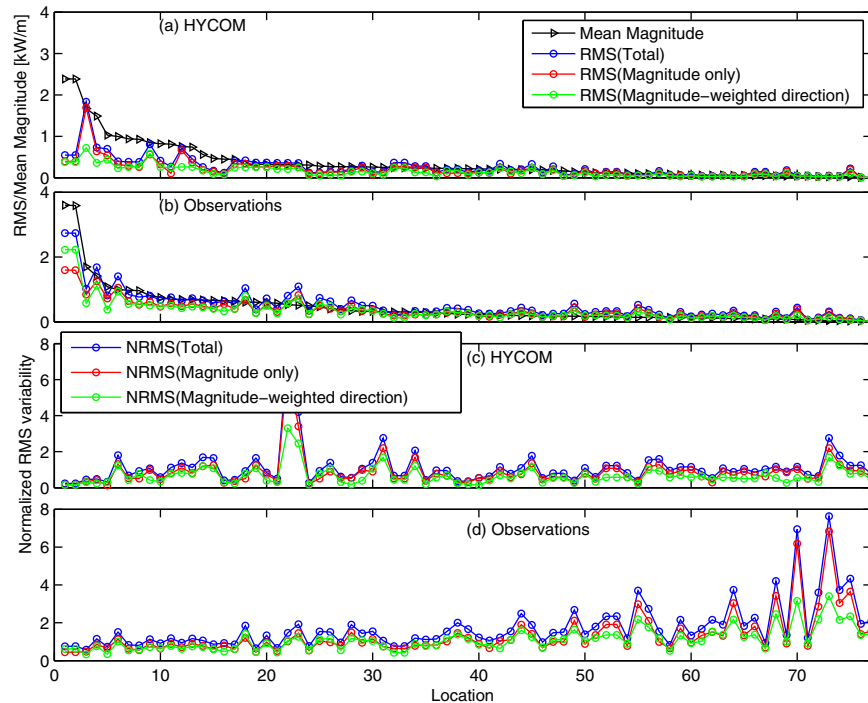 (a) HYCOM
Mean Magnitude
RMS(Total)
RMS(Magnitude only)
RMS(Magnitude−weighted direction)
4
3
2
1
0
RMS/Mean Magnitude [kW/m]
(b) Observations
4
2
0
NRMS(Total)
NRMS(Magnitude only)
NRMS(Magnitude−weighted direction)
(c) HYCOM
8
6
4
2
0
Normalized RMS variability
(d) Observations
8
6
4
2
0
0 10 20 30 40 50 60 70
Location